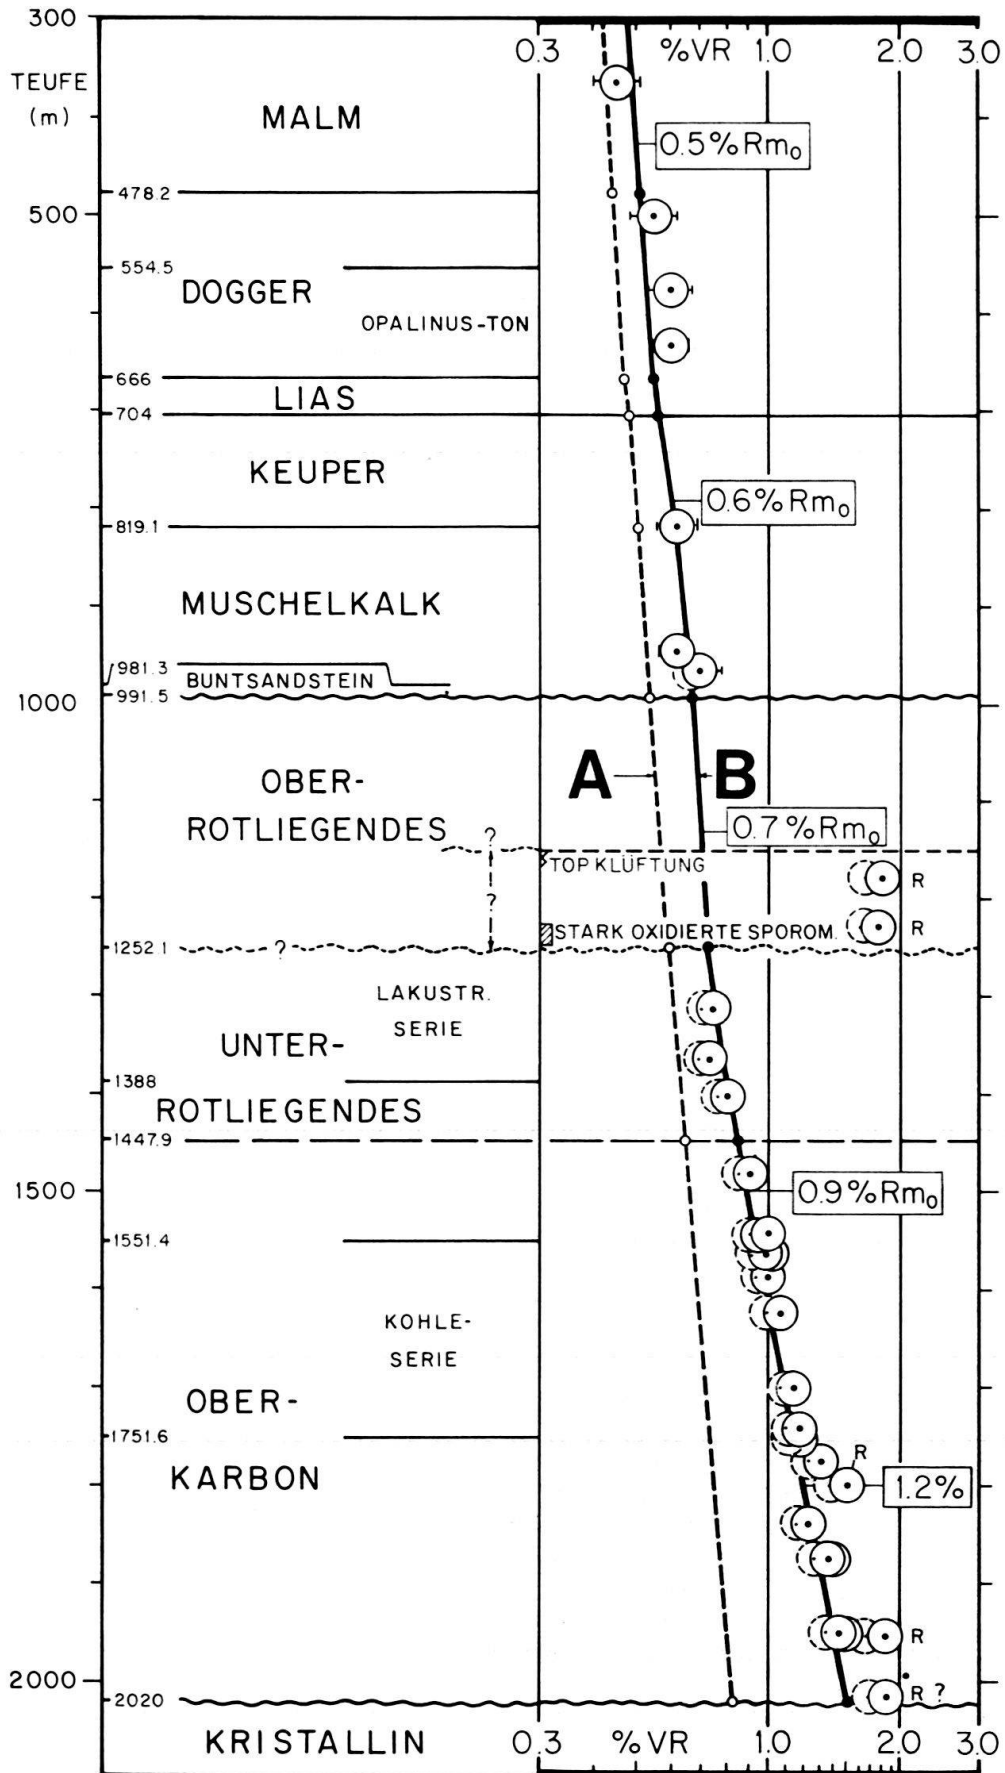 300
0.3 %VR 1.0 2.0 3.0
TEUFE
(m)
MALM
0.5%Rm₀
478.2
500
554.5
DOGGER
OPALINUS-TON
666
LIAS
704
KEUPER
0.6%Rm₀
819.1
MUSCHELKALK
981.3
BUNTSANDSTEIN
991.5
1000
A B
OBER-
ROTLIEGENDES
0.7%Rm₀
?
TOP KLÜFTUNG
R
?
STARK OXIDIERTE SPOROM.
R
1252.1
?
LAKUSTR.
SERIE
UNTER-
1388
ROTLIEGENDES
1447.9
1500
0.9%Rm₀
1551.4
KOHLE-
SERIE
OBER-
1751.6
R
KARBON
1.2%
R
2000
2020
R ?
KRISTALLIN
0.3 %VR 1.0 2.0 3.0